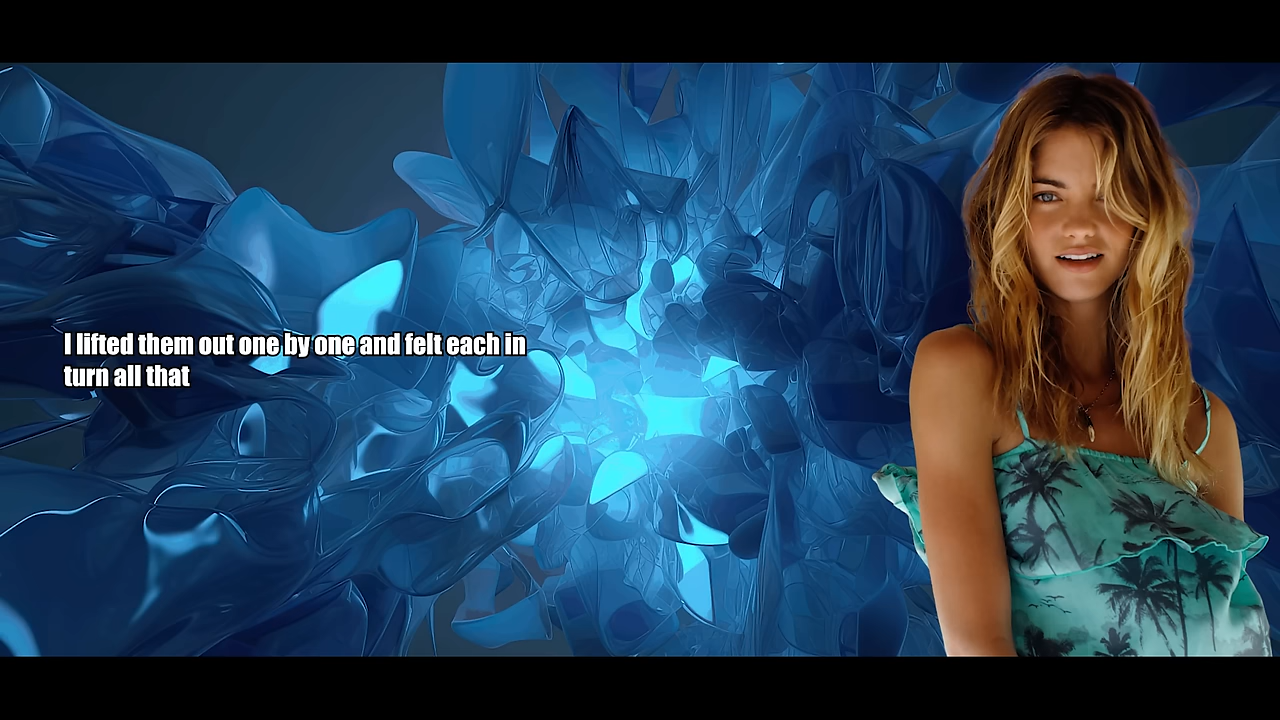 I lifted them out one by one and felt each in
turn all that